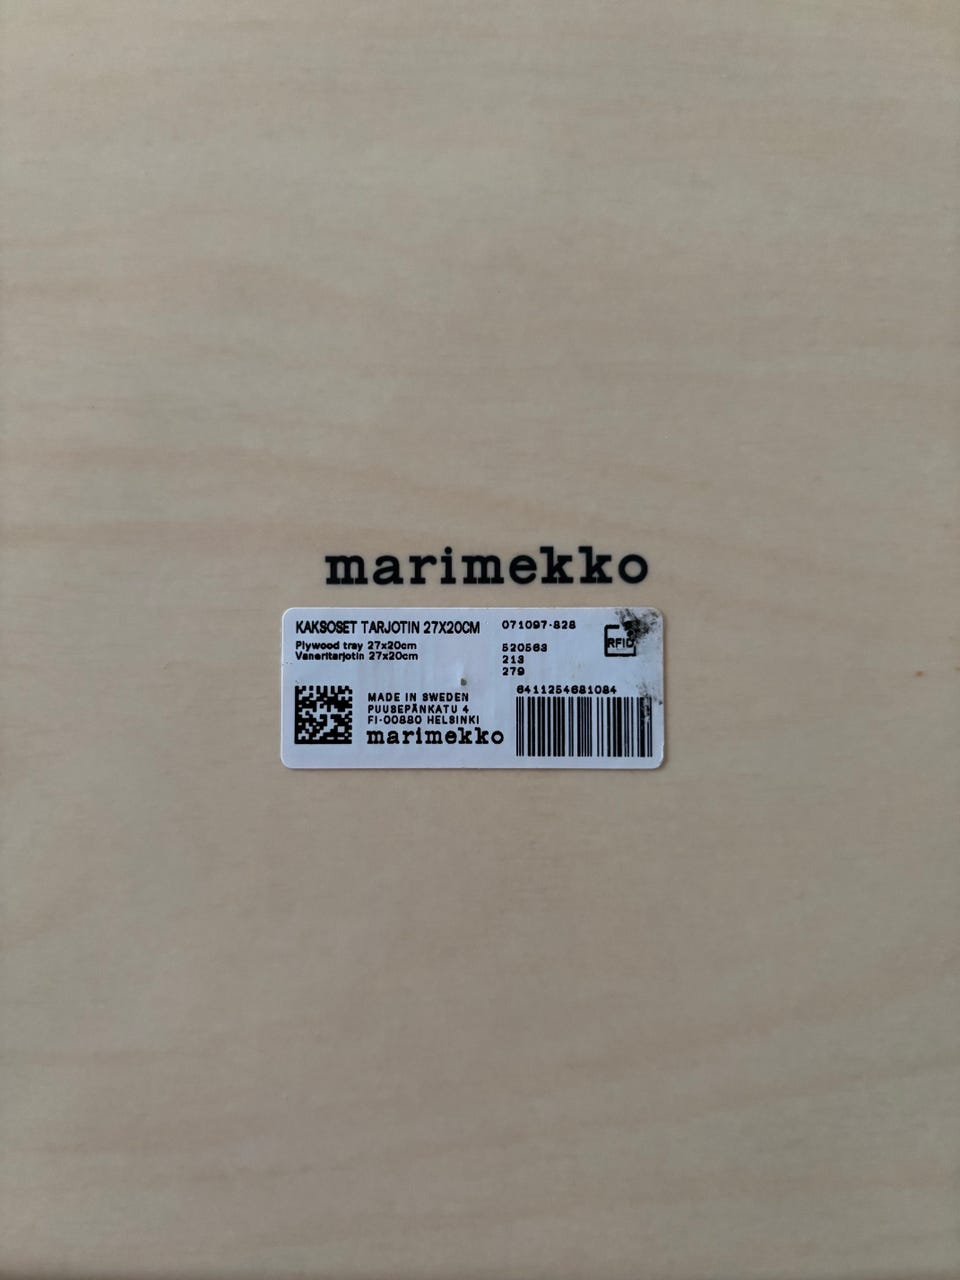 marimekko
KAKSOSET TARJOTIN 27X20CM
Plywood tray 27x20cm
Vaneritarjotin 27x20cm
071097-828
520563
213
279
RFID
6411254681084
MADE IN SWEDEN
PUUSEPÄNKATU 4
FI-00880 HELSINKI
marimekko